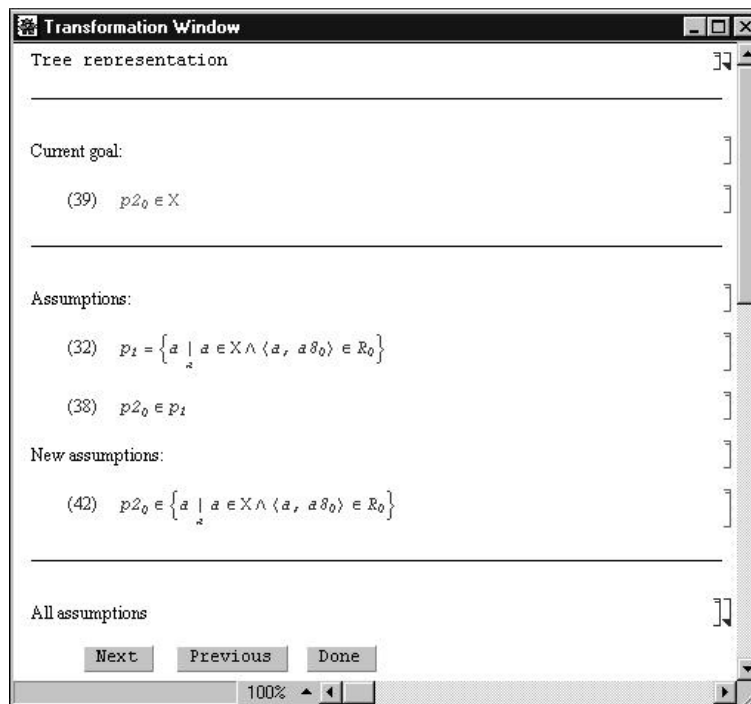 Transformation Window
Tree representation
Current goal:
(39) p2₀ ∈ X
Assumptions:
(32) p₁ = {a | a ∈ X ∧ ⟨a, a8₀⟩ ∈ R₀}
a
(38) p2₀ ∈ p₁
New assumptions:
(42) p2₀ ∈ {a | a ∈ X ∧ ⟨a, a8₀⟩ ∈ R₀}
a
All assumptions
Next Previous Done
100%